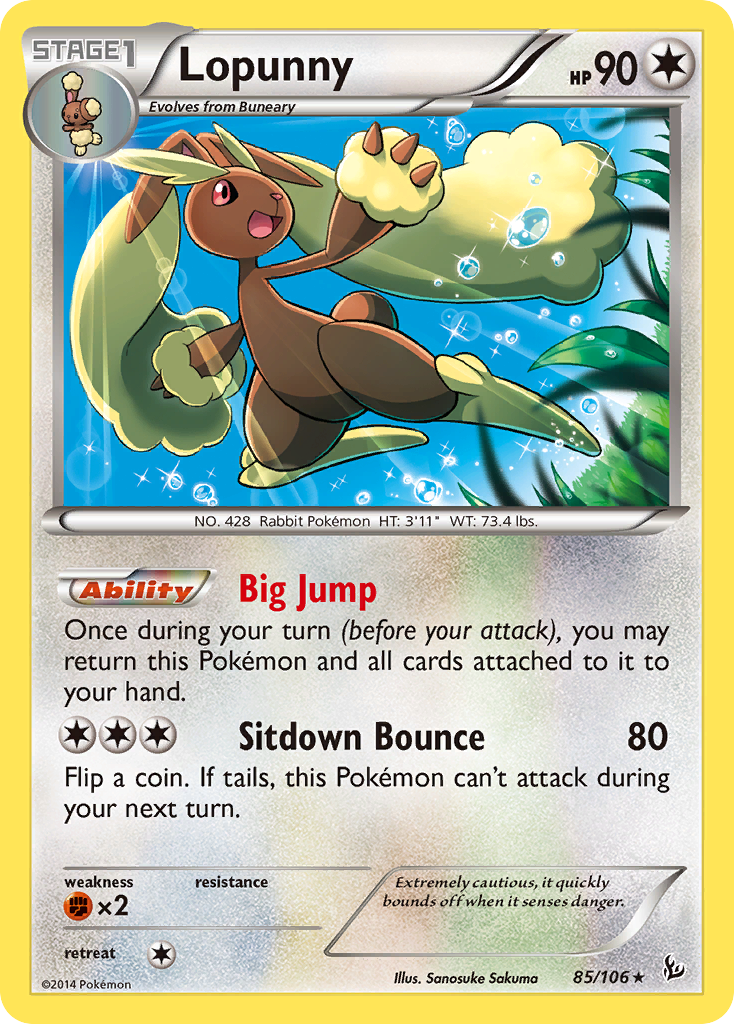 STAGE1
Lopunny
HP 90
Evolves from Buneary
NO. 428 Rabbit Pokémon HT: 3'11" WT: 73.4 lbs.
Ability Big Jump
Once during your turn (before your attack), you may
return this Pokémon and all cards attached to it to
your hand.
Sitdown Bounce 80
Flip a coin. If tails, this Pokémon can't attack during
your next turn.
weakness resistance
×2
retreat
Extremely cautious, it quickly
bounds off when it senses danger.
Illus. Sanosuke Sakuma 85/106★
©2014 Pokémon